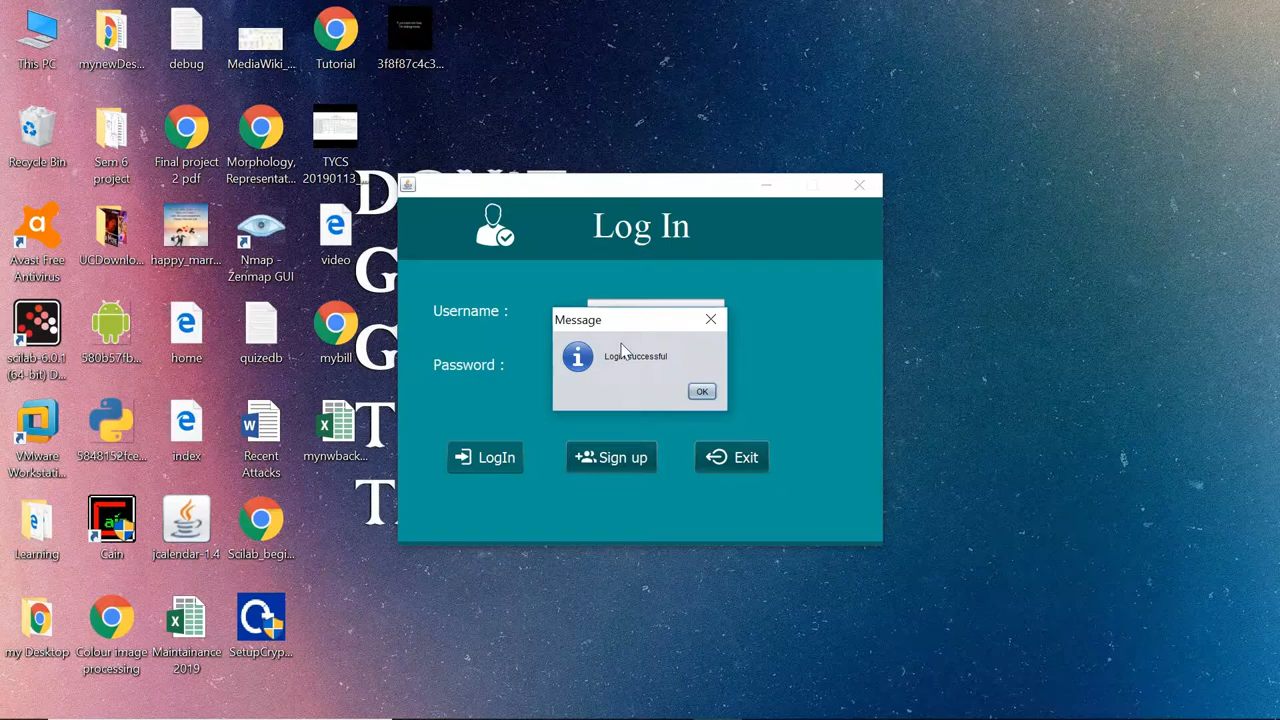 This PC
mynewDes...
debug
MediaWiki_...
Tutorial
3f8f87c4c3...
Recycle Bin
Sem 6
project
Final project
2 pdf
Morphology,
Representat...
TYCS
20190113_...
Avast Free
Antivirus
UCDownlo...
happy_marr...
Nmap -
Zenmap GUI
video
scilab-6.0.1
(64-bit) D...
580b57fb...
home
quizedb
mybill
VMware
Workstati...
5848152fce...
index
Recent
Attacks
mynwback...
Learning
Cain
jcalendar-1.4
Scilab_begi...
my Desktop
Colour image
processing
Maintainance
2019
SetupCryp...
D
G
G
T
T
Log In
Username :
Password :
Message
Login successful
OK
LogIn
Sign up
Exit